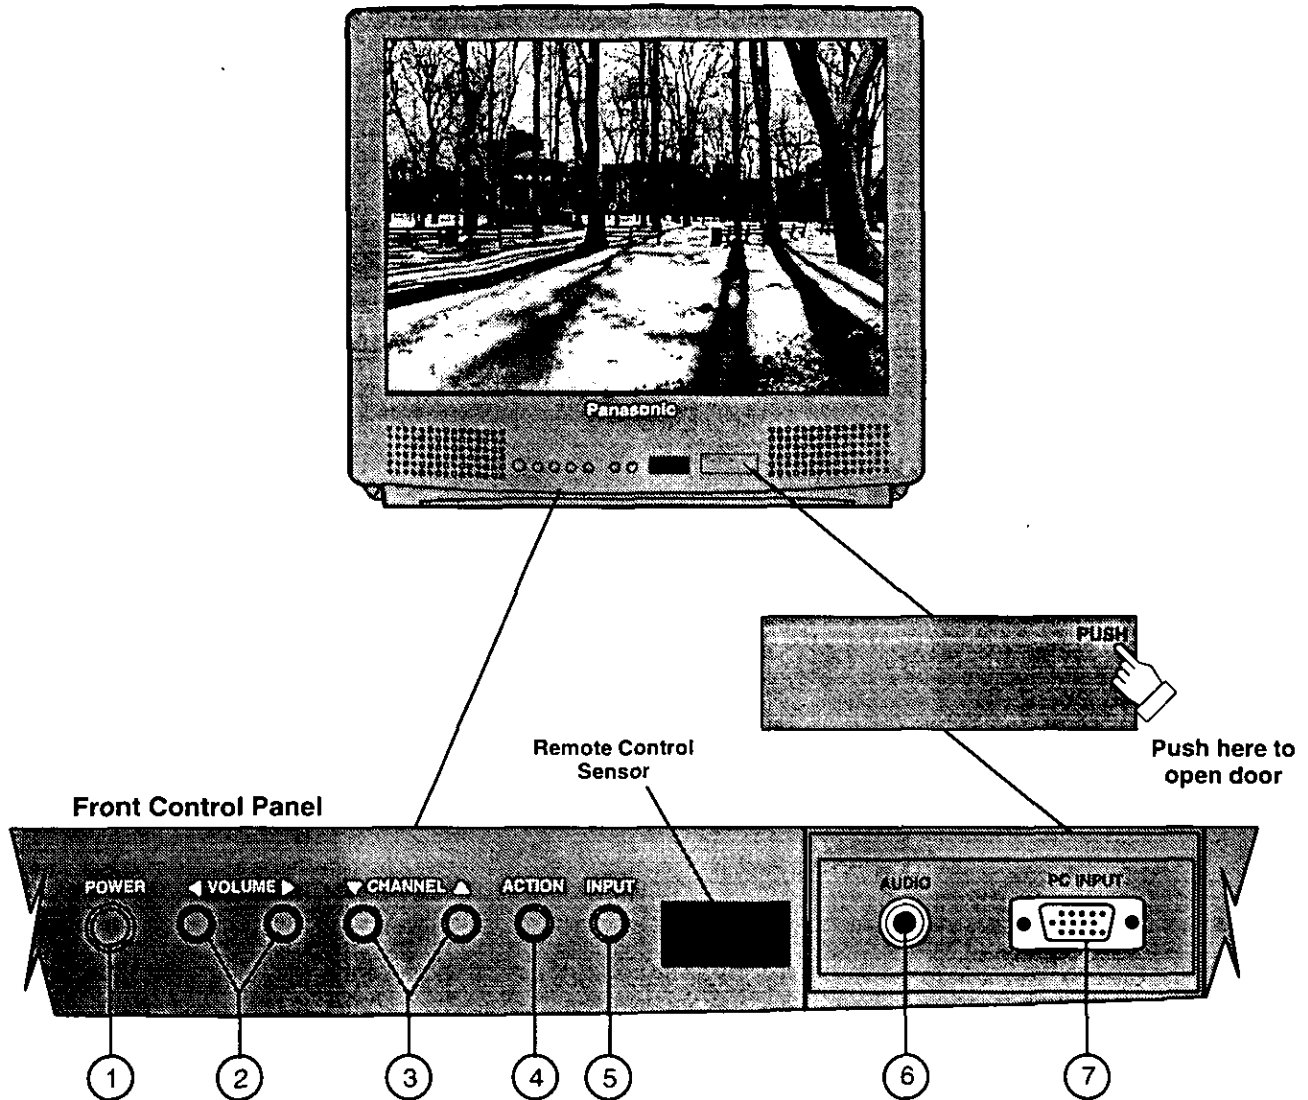 Panasonic
PUSH
Push here to
open door
Remote Control
Sensor
Front Control Panel
POWER
◀ VOLUME ▶
▼ CHANNEL ▲
ACTION
INPUT
AUDIO
PC INPUT
1
2
3
4
5
6
7